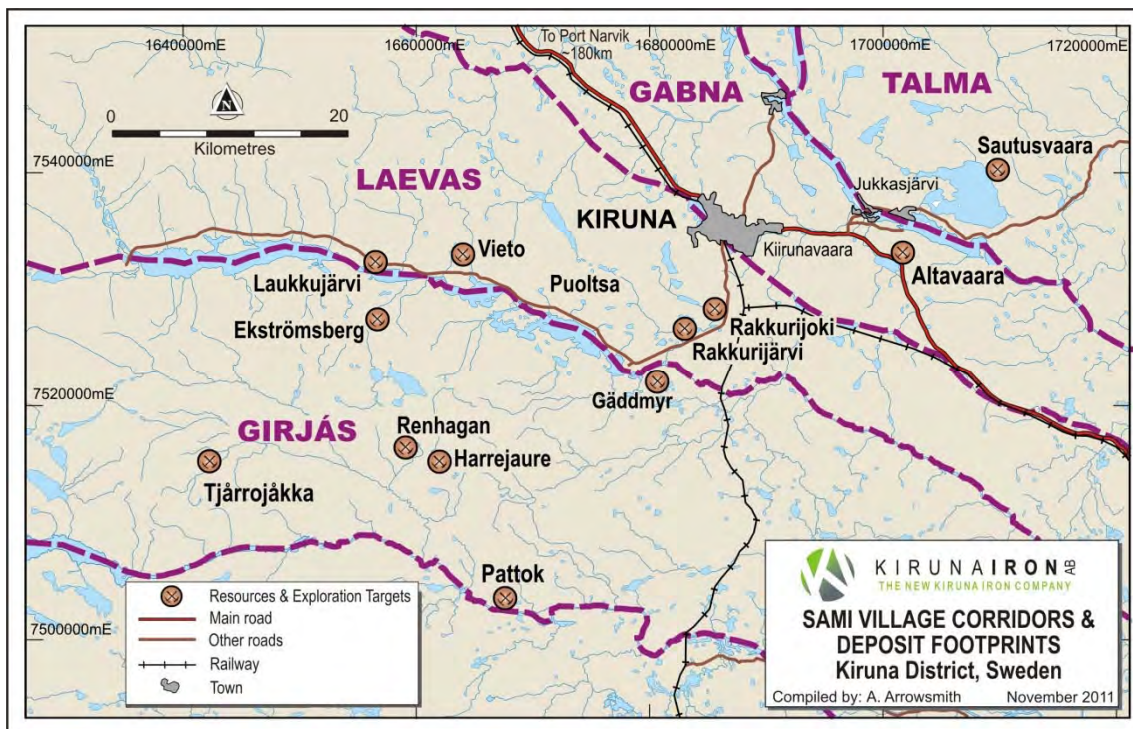 1640000mE
1660000mE
1680000mE
1700000mE
1720000mE
To Port Narvik
~180km
N
0
20
Kilometres
GABNA
TALMA
Sautusvaara
7540000mE
LAEVAS
Jukkasjärvi
KIRUNA
Kiirunavaara
Vieto
Altavaara
Laukkujärvi
Puoltsa
Ekströmsberg
Rakkurijoki
Rakkurijärvi
7520000mE
Gäddmyr
GIRJÁS
Renhagan
Harrejaure
Tjårrojåkka
Pattok
7500000mE
Resources & Exploration Targets
Main road
Other roads
Railway
Town
KIRUNAIRON AB
THE NEW KIRUNA IRON COMPANY
SAMI VILLAGE CORRIDORS &
DEPOSIT FOOTPRINTS
Kiruna District, Sweden
Compiled by: A. Arrowsmith
November 2011